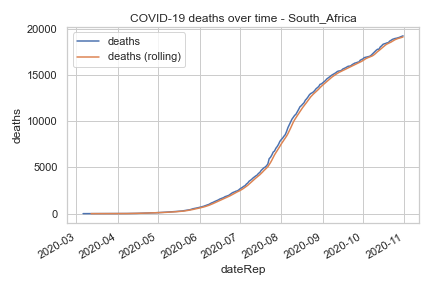 COVID-19 deaths over time - South_Africa
deaths
deaths (rolling)
20000
15000
10000
5000
0
deaths
2020-03
2020-04
2020-05
2020-06
2020-07
2020-08
2020-09
2020-10
2020-11
dateRep